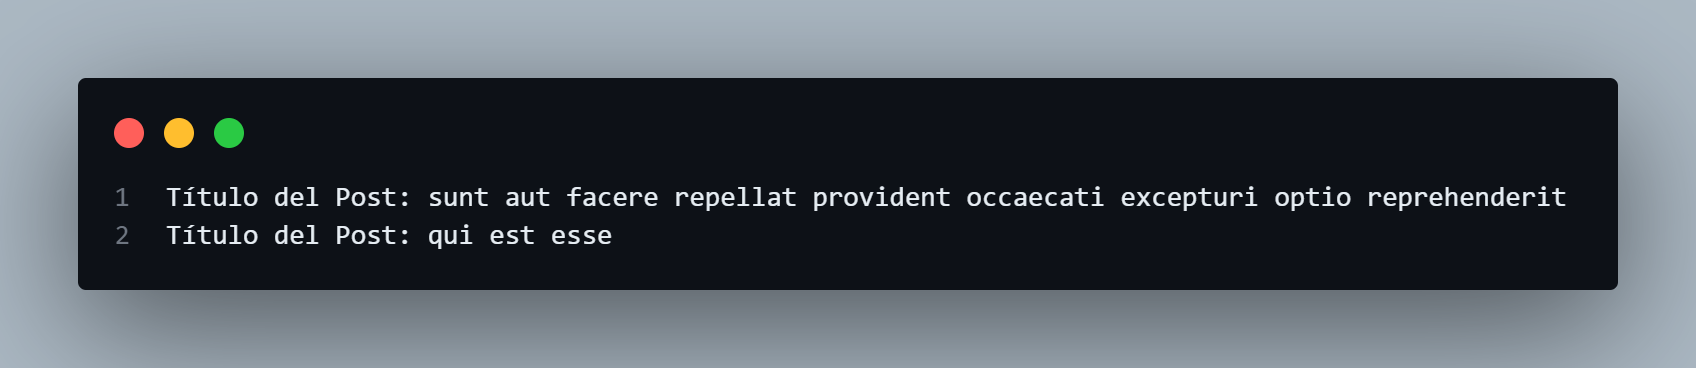 1 Título del Post: sunt aut facere repellat provident occaecati excepturi optio reprehenderit
2 Título del Post: qui est esse